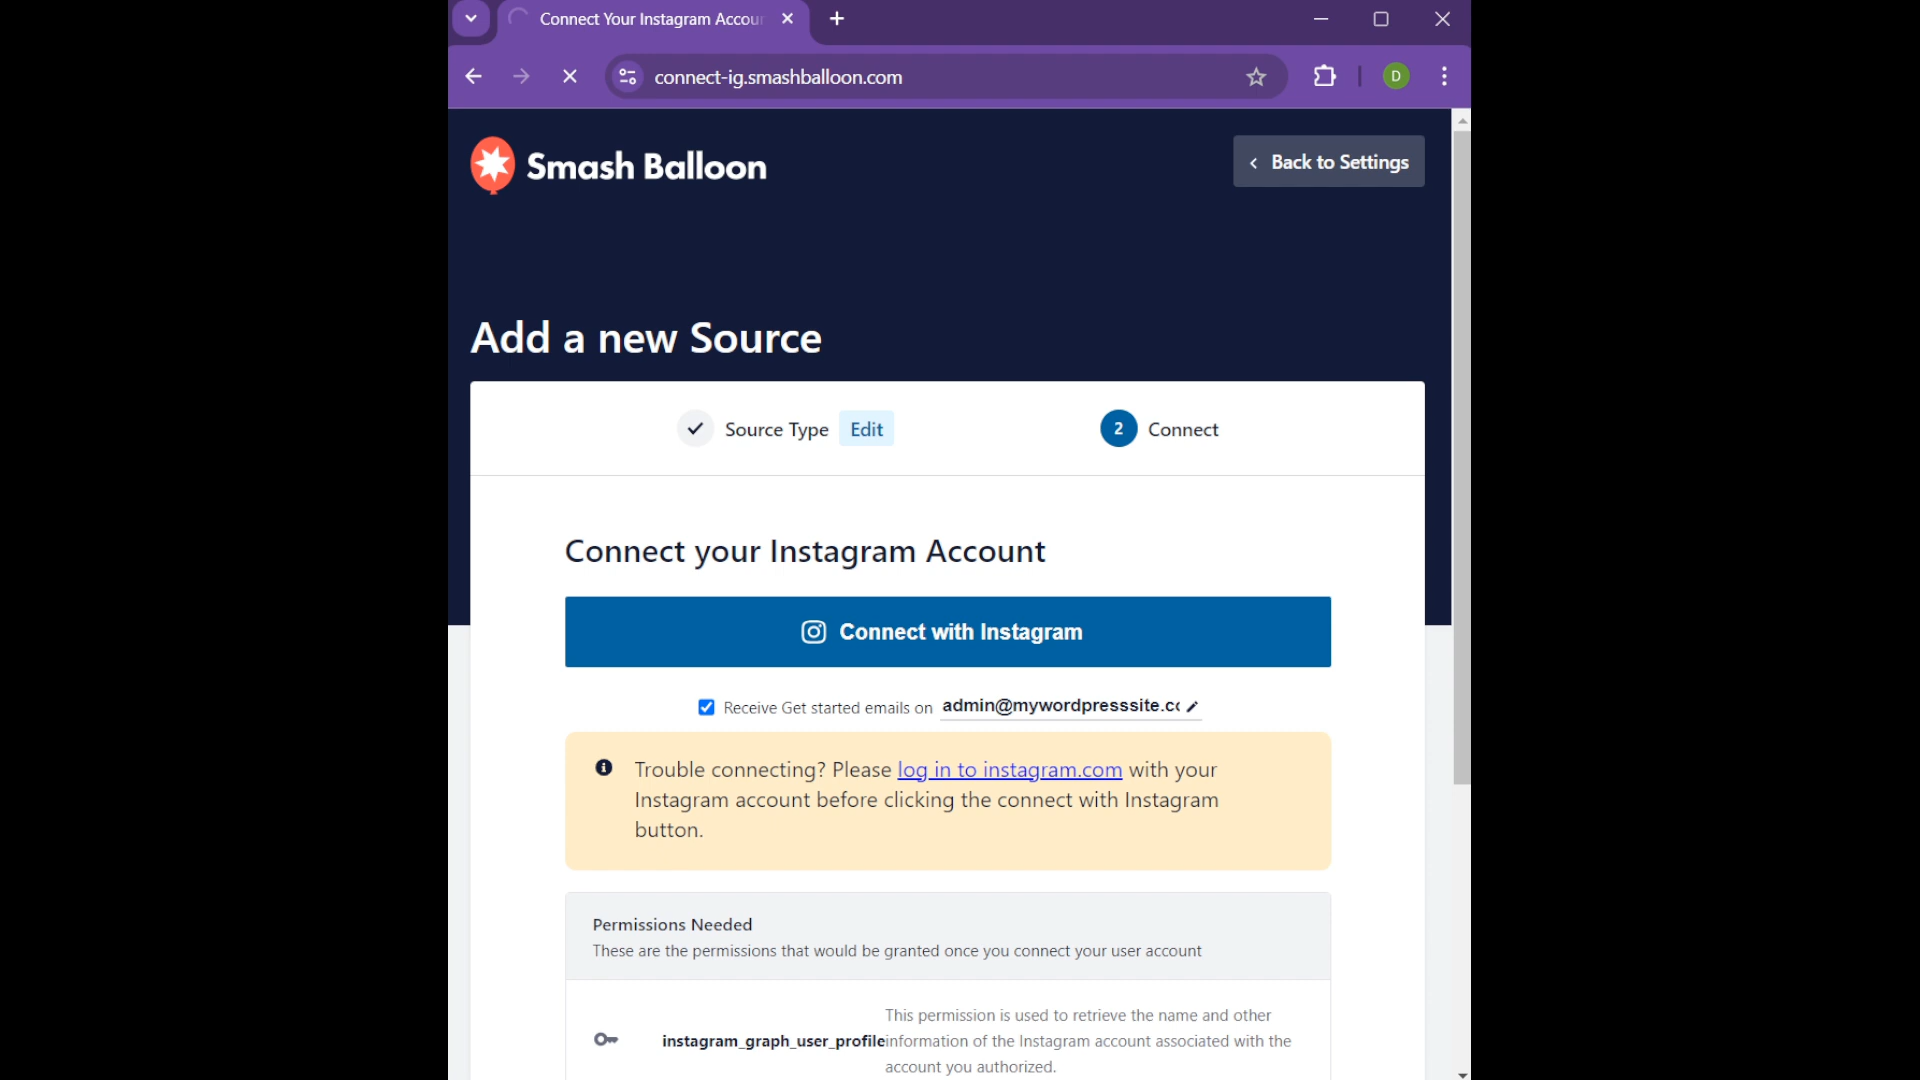 Connect Your Instagram Accour
connect-ig.smashballoon.com
D
Smash Balloon
Back to Settings
Add a new Source
Source Type Edit
2 Connect
Connect your Instagram Account
Connect with Instagram
Receive Get started emails on admin@mywordpresssite.cc
Trouble connecting? Please log in to instagram.com with your
Instagram account before clicking the connect with Instagram
button.
Permissions Needed
These are the permissions that would be granted once you connect your user account
instagram_graph_user_profile
This permission is used to retrieve the name and other
information of the Instagram account associated with the
account you authorized.